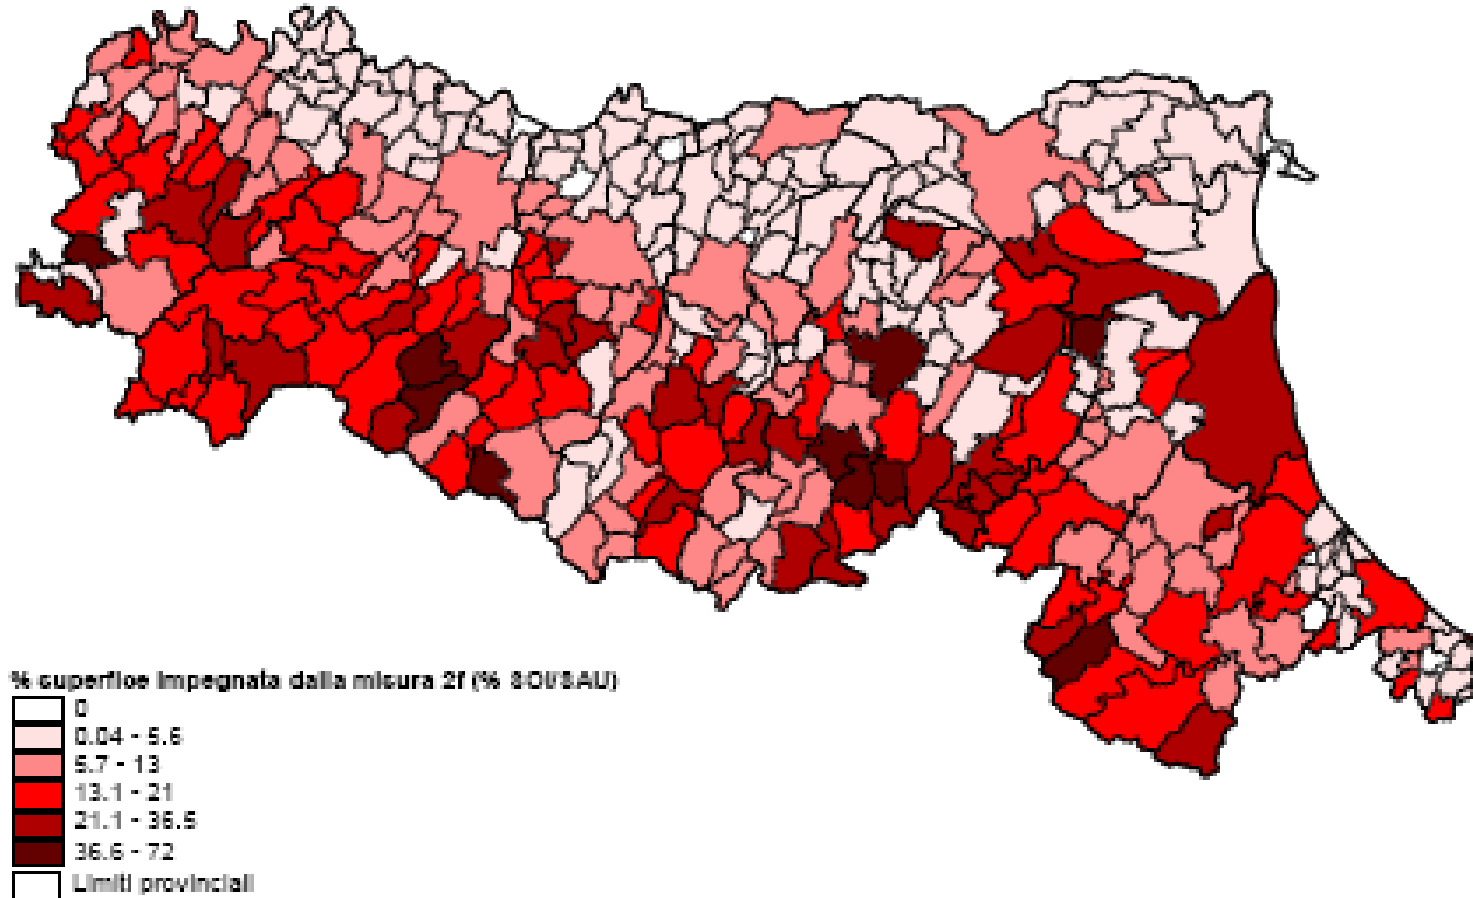 % superfice impegnata dalla misura 2f (% SOI/SAU)
0
0.04 - 5.6
5.7 - 13
13.1 - 21
21.1 - 36.5
36.6 - 72
Limiti provinciali